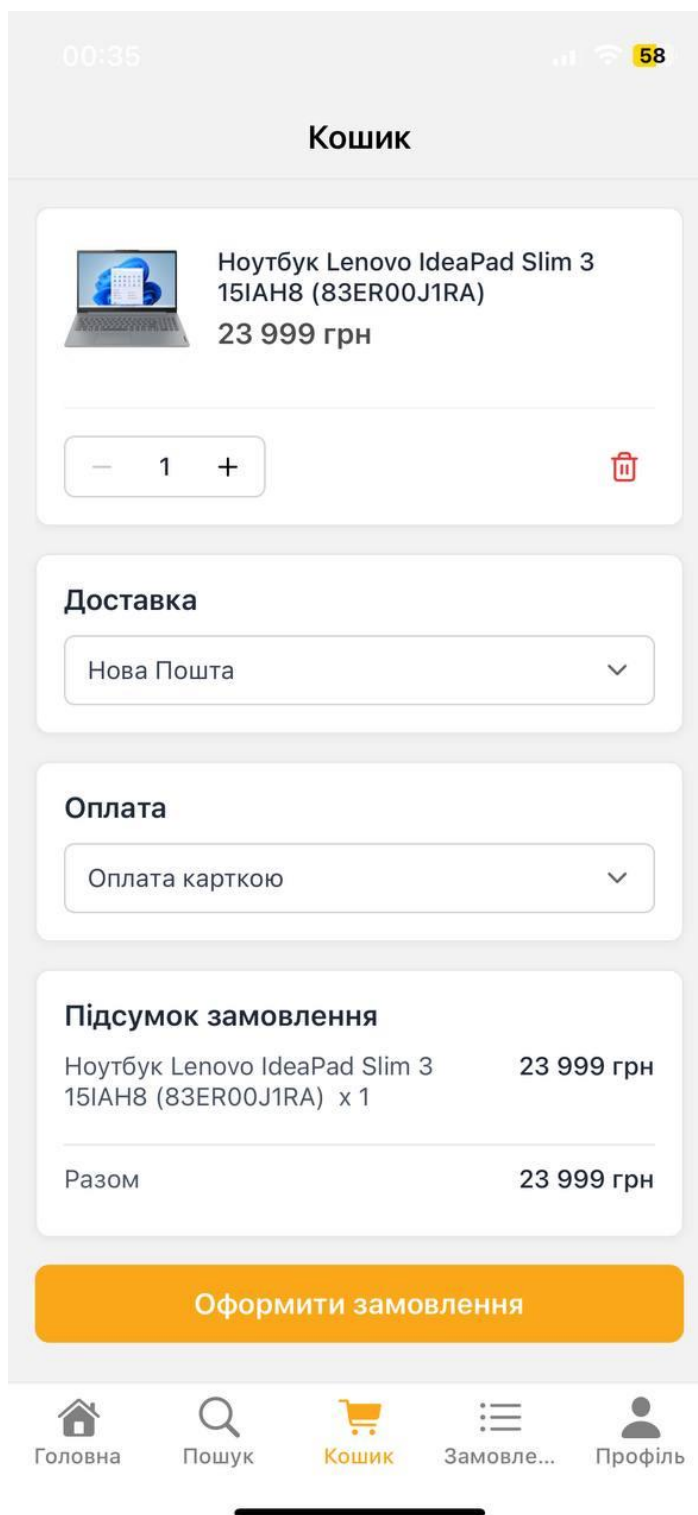 00:35
58
Кошик
Ноутбук Lenovo IdeaPad Slim 3
15IAH8 (83ER00J1RA)
23 999 грн
1
Доставка
Нова Пошта
Оплата
Оплата карткою
Підсумок замовлення
Ноутбук Lenovo IdeaPad Slim 3 23 999 грн
15IAH8 (83ER00J1RA) x 1
Разом 23 999 грн
Оформити замовлення
Головна Пошук Кошик Замовле... Профіль